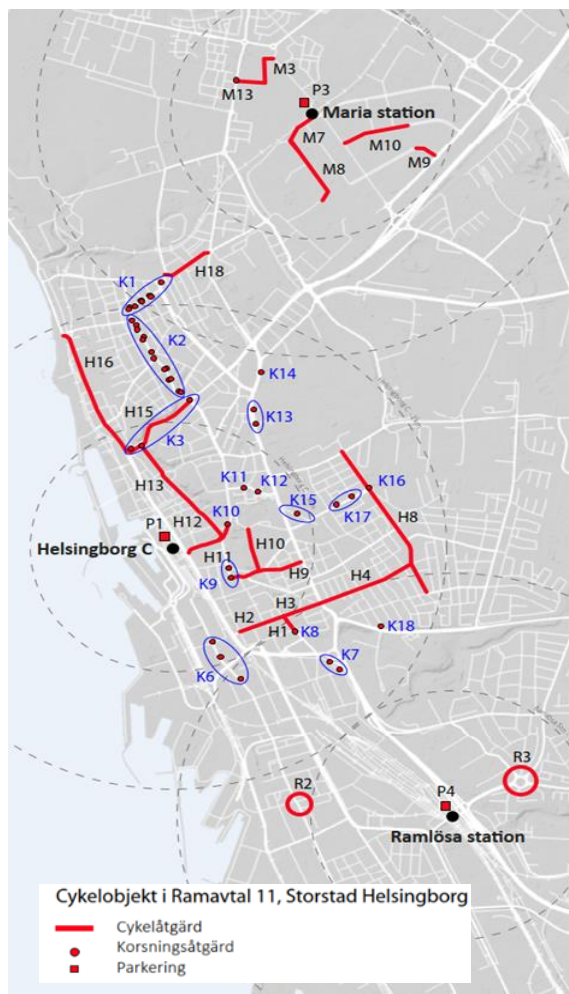 M3
M13
P3
Maria station
M7
M10
M9
M8
H18
K1
K2
H16
K14
H15
K13
K3
K11
K12
K16
H13
K15
K17
K10
P1
H12
H8
Helsingborg C
H10
H11
K9
H9
H4
H3
H2
H1
K8
K18
K6
K7
R3
R2
P4
Ramlösa station
Cykelobjekt i Ramavtal 11, Storstad Helsingborg
Cykelåtgärd
Korsningsåtgärd
Parkering